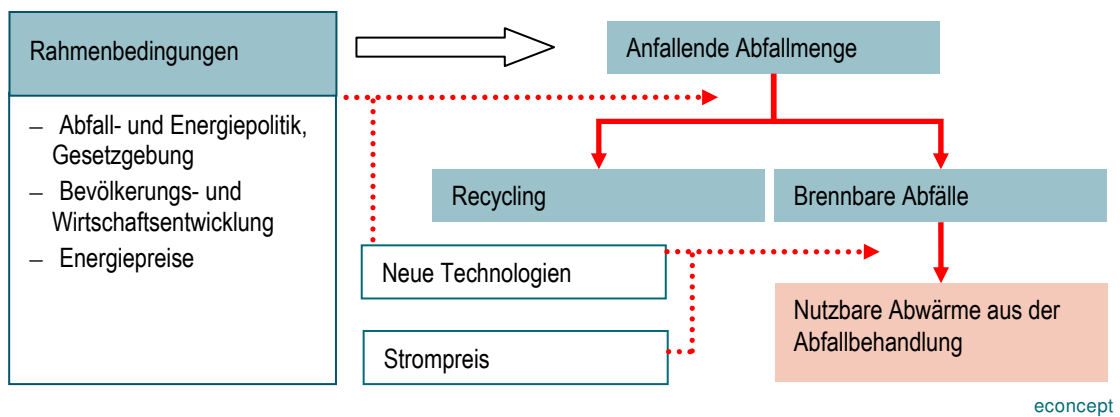 Rahmenbedingungen
– Abfall- und Energiepolitik,
Gesetzgebung
– Bevölkerungs- und
Wirtschaftsentwicklung
– Energiepreise
Anfallende Abfallmenge
Recycling
Brennbare Abfälle
Neue Technologien
Strompreis
Nutzbare Abwärme aus der
Abfallbehandlung
econcept